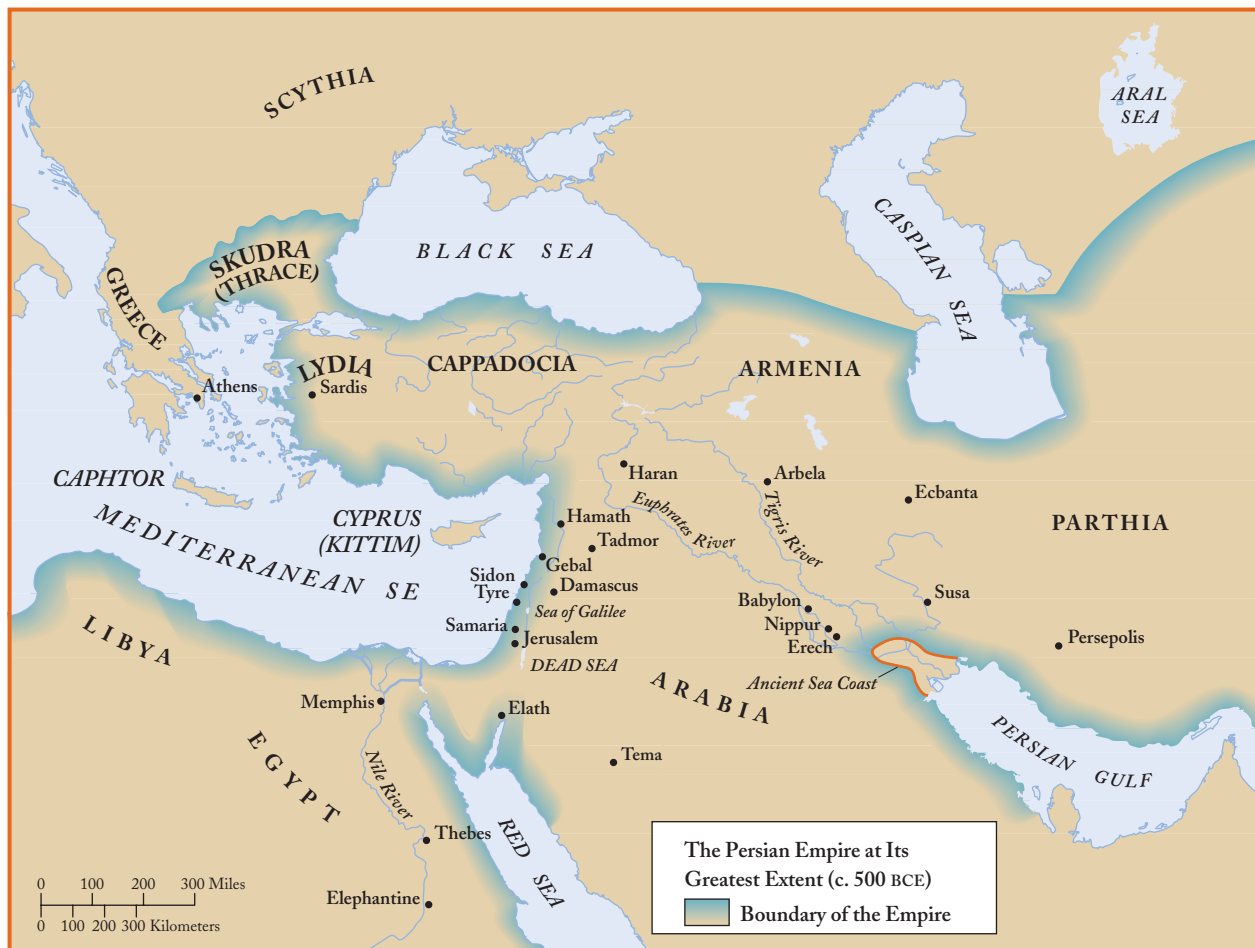 SCYTHIA
ARAL
SEA
CASPIAN SEA
BLACK SEA
SKUDRA
(THRACE)
GREECE
LYDIA
CAPPADOCIA
ARMENIA
Athens
Sardis
CAPHTOR
Haran
Arbela
Ecbanta
PARTHIA
CYPRUS
(KITTIM)
MEDITERRANEAN SE
Hamath
Euphrates River
Tigris River
Tadmor
Gebal
Sidon
Damascus
Tyre
Sea of Galilee
Babylon
Susa
Nippur
Samaria
Jerusalem
Erech
Persepolis
LIBYA
DEAD SEA
ARABIA
Ancient Sea Coast
Memphis
Elath
PERSIAN GULF
EGYPT
Tema
Nile River
Thebes
RED SEA
Elephantine
The Persian Empire at Its
Greatest Extent (c. 500 BCE)
Boundary of the Empire
0 100 200 300 Miles
0 100 200 300 Kilometers